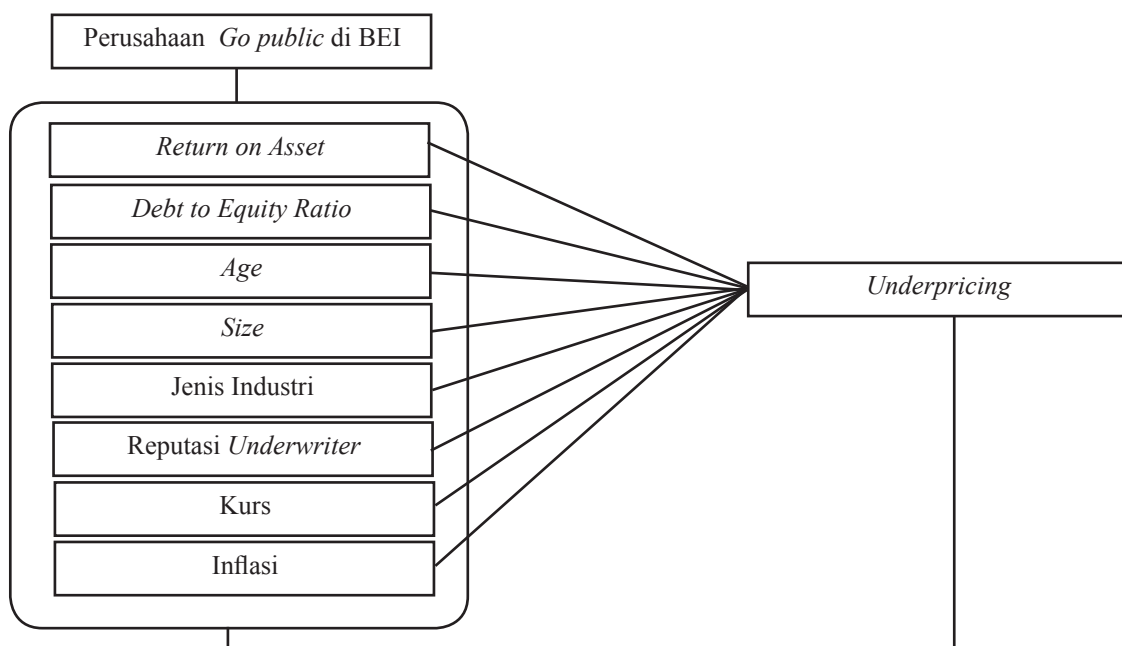 Perusahaan Go public di BEI
Return on Asset
Debt to Equity Ratio
Age
Size
Jenis Industri
Reputasi Underwriter
Kurs
Inflasi
Underpricing